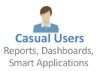 Casual Users
Reports, Dashboards,
Smart Applications